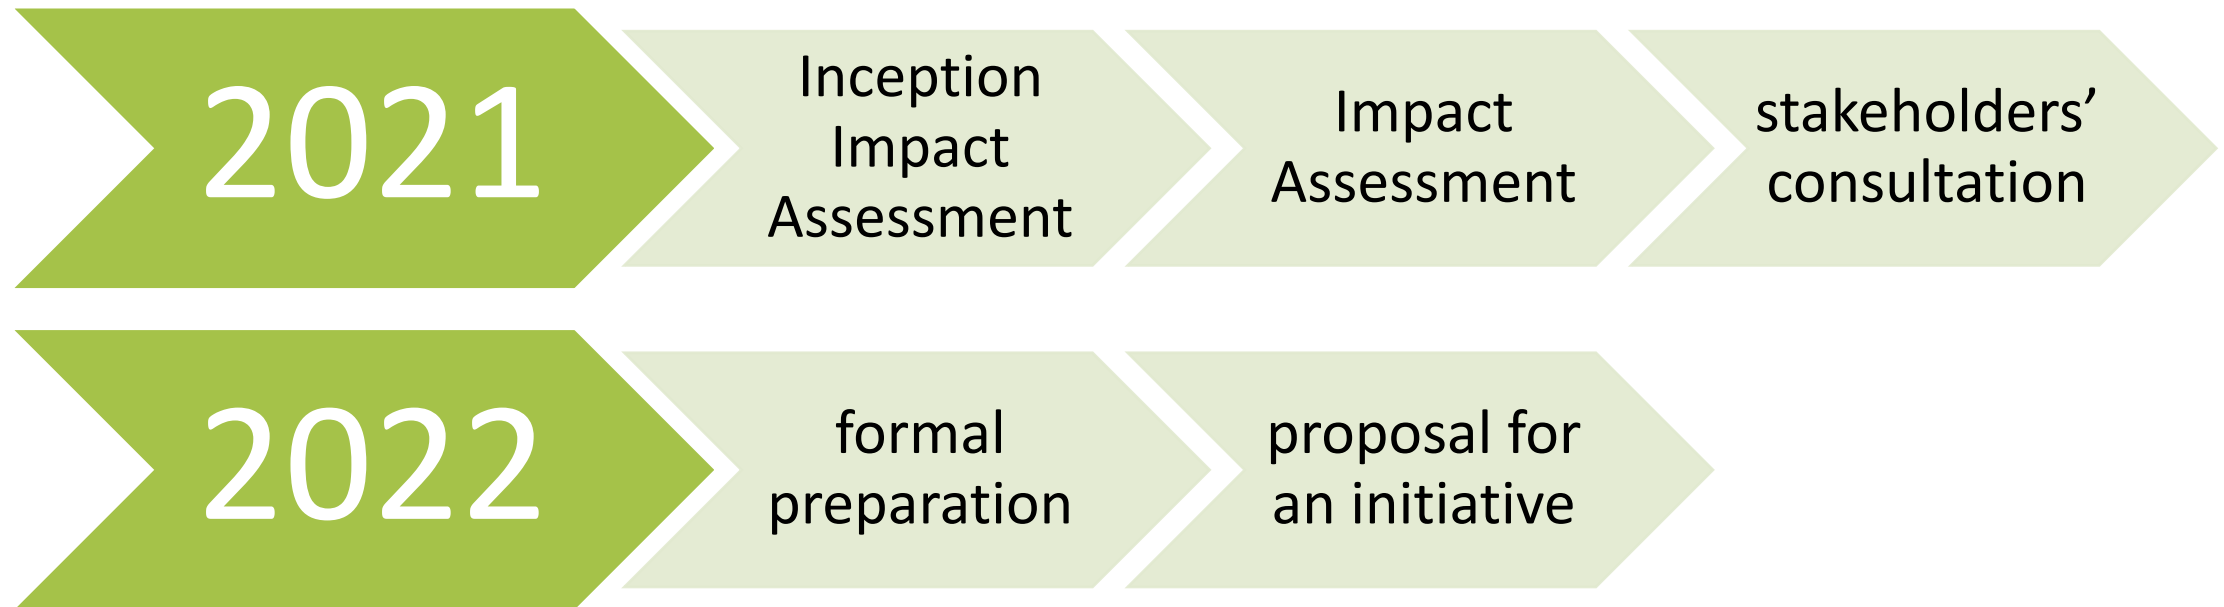 2021
Inception
Impact
Assessment
Impact
Assessment
stakeholders’
consultation
2022
formal
preparation
proposal for
an initiative